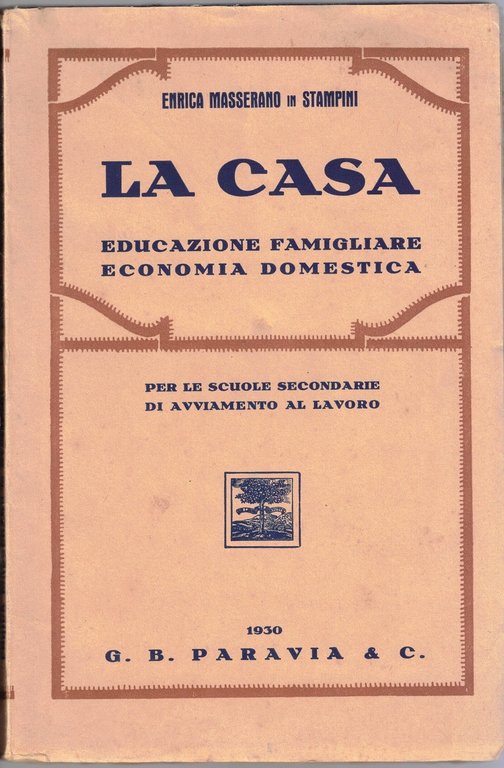 ENRICA MASSERANO IN STAMPINI
LA CASA
EDUCAZIONE FAMIGLIARE
ECONOMIA DOMESTICA
PER LE SCUOLE SECONDARIE
DI AVVIAMENTO AL LAVORO
1930
G. B. PARAVIA & C.